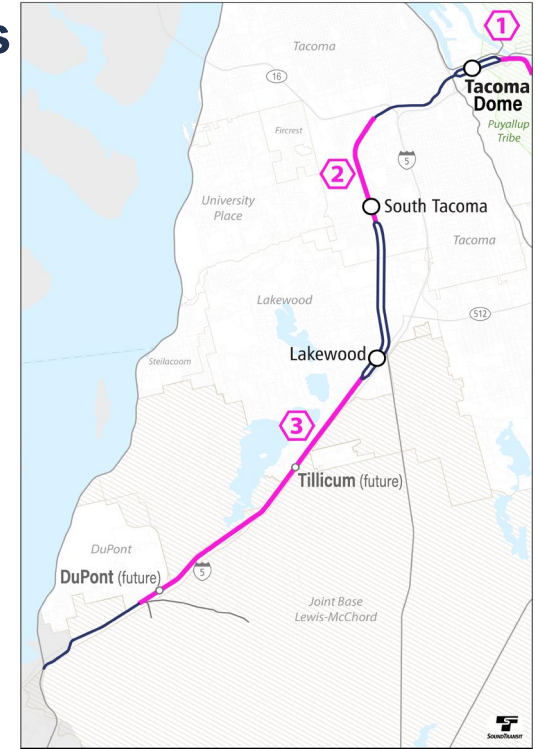 s
1
Tacoma
16
Tacoma
Dome
Puyallup
Tribe
Fircrest
5
2
University
Place
South Tacoma
Tacoma
Lakewood
512
Lakewood
Steilacoom
3
Tillicum (future)
DuPont
DuPont (future)
5
Joint Base
Lewis-McChord
SOUNDTRANSIT